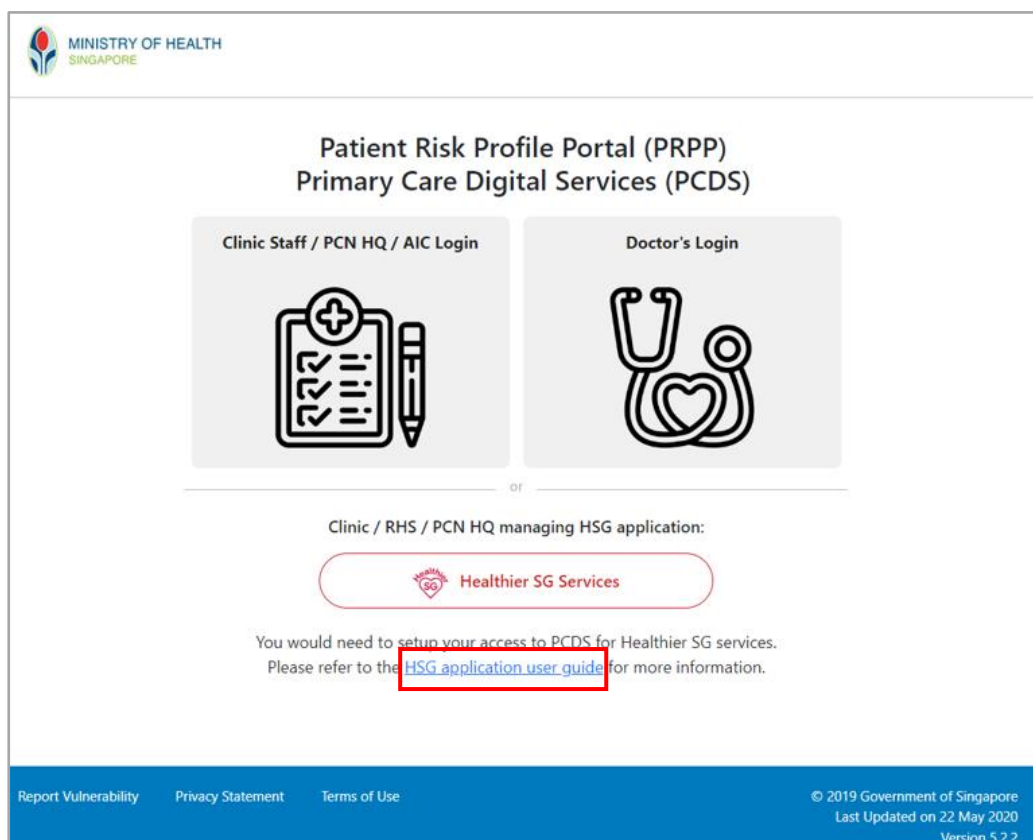 MINISTRY OF HEALTH
SINGAPORE
Patient Risk Profile Portal (PRPP)
Primary Care Digital Services (PCDS)
Clinic Staff / PCN HQ / AIC Login
Doctor's Login
or
Clinic / RHS / PCN HQ managing HSG application:
Healthier SG
Healthier SG Services
You would need to setup your access to PCDS for Healthier SG services.
Please refer to the HSG application user guide for more information.
Report Vulnerability Privacy Statement Terms of Use
© 2019 Government of Singapore
Last Updated on 22 May 2020
Version 5.2.2